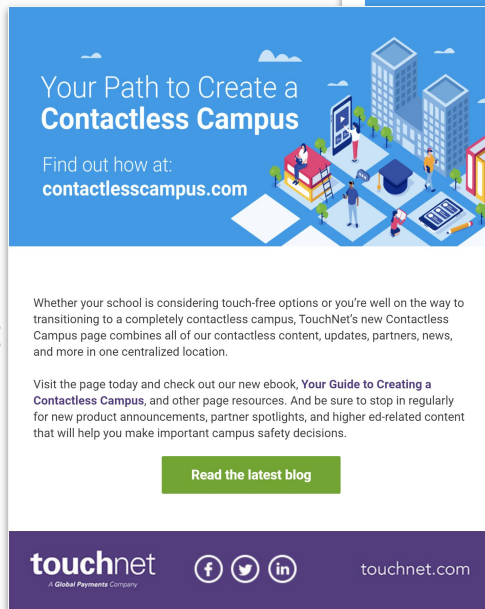 Your Path to Create a
Contactless Campus
Find out how at:
contactlesscampus.com
Whether your school is considering touch-free options or you're well on the way to
transitioning to a completely contactless campus, TouchNet's new Contactless
Campus page combines all of our contactless content, updates, partners, news,
and more in one centralized location.
Visit the page today and check out our new ebook, Your Guide to Creating a
Contactless Campus, and other page resources. And be sure to stop in regularly
for new product announcements, partner spotlights, and higher ed-related content
that will help you make important campus safety decisions.
Read the latest blog
touchnet
A Global Payments Company
f in
touchnet.com